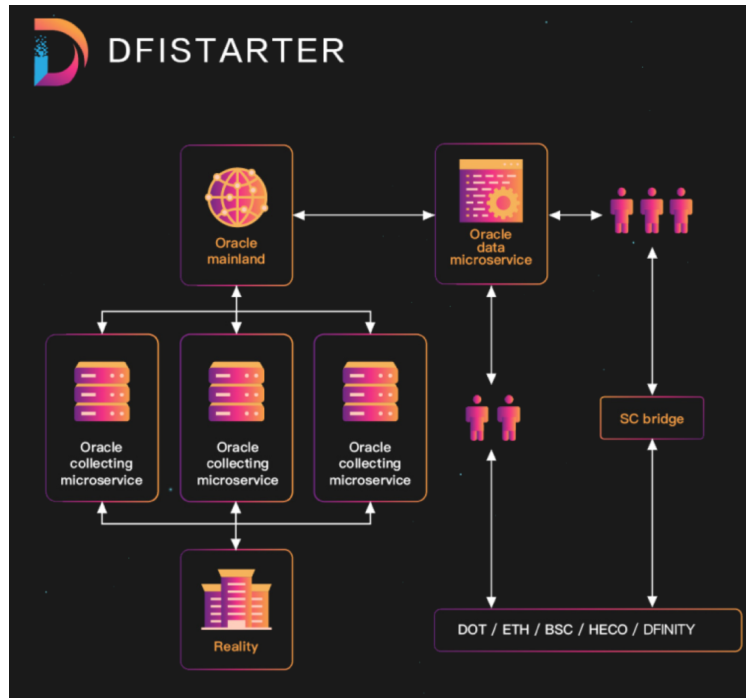 DFISTARTER
Oracle
mainland
Oracle
data
microservice
Oracle
collecting
microservice
Oracle
collecting
microservice
Oracle
collecting
microservice
SC bridge
Reality
DOT / ETH / BSC / HECO / DFINITY